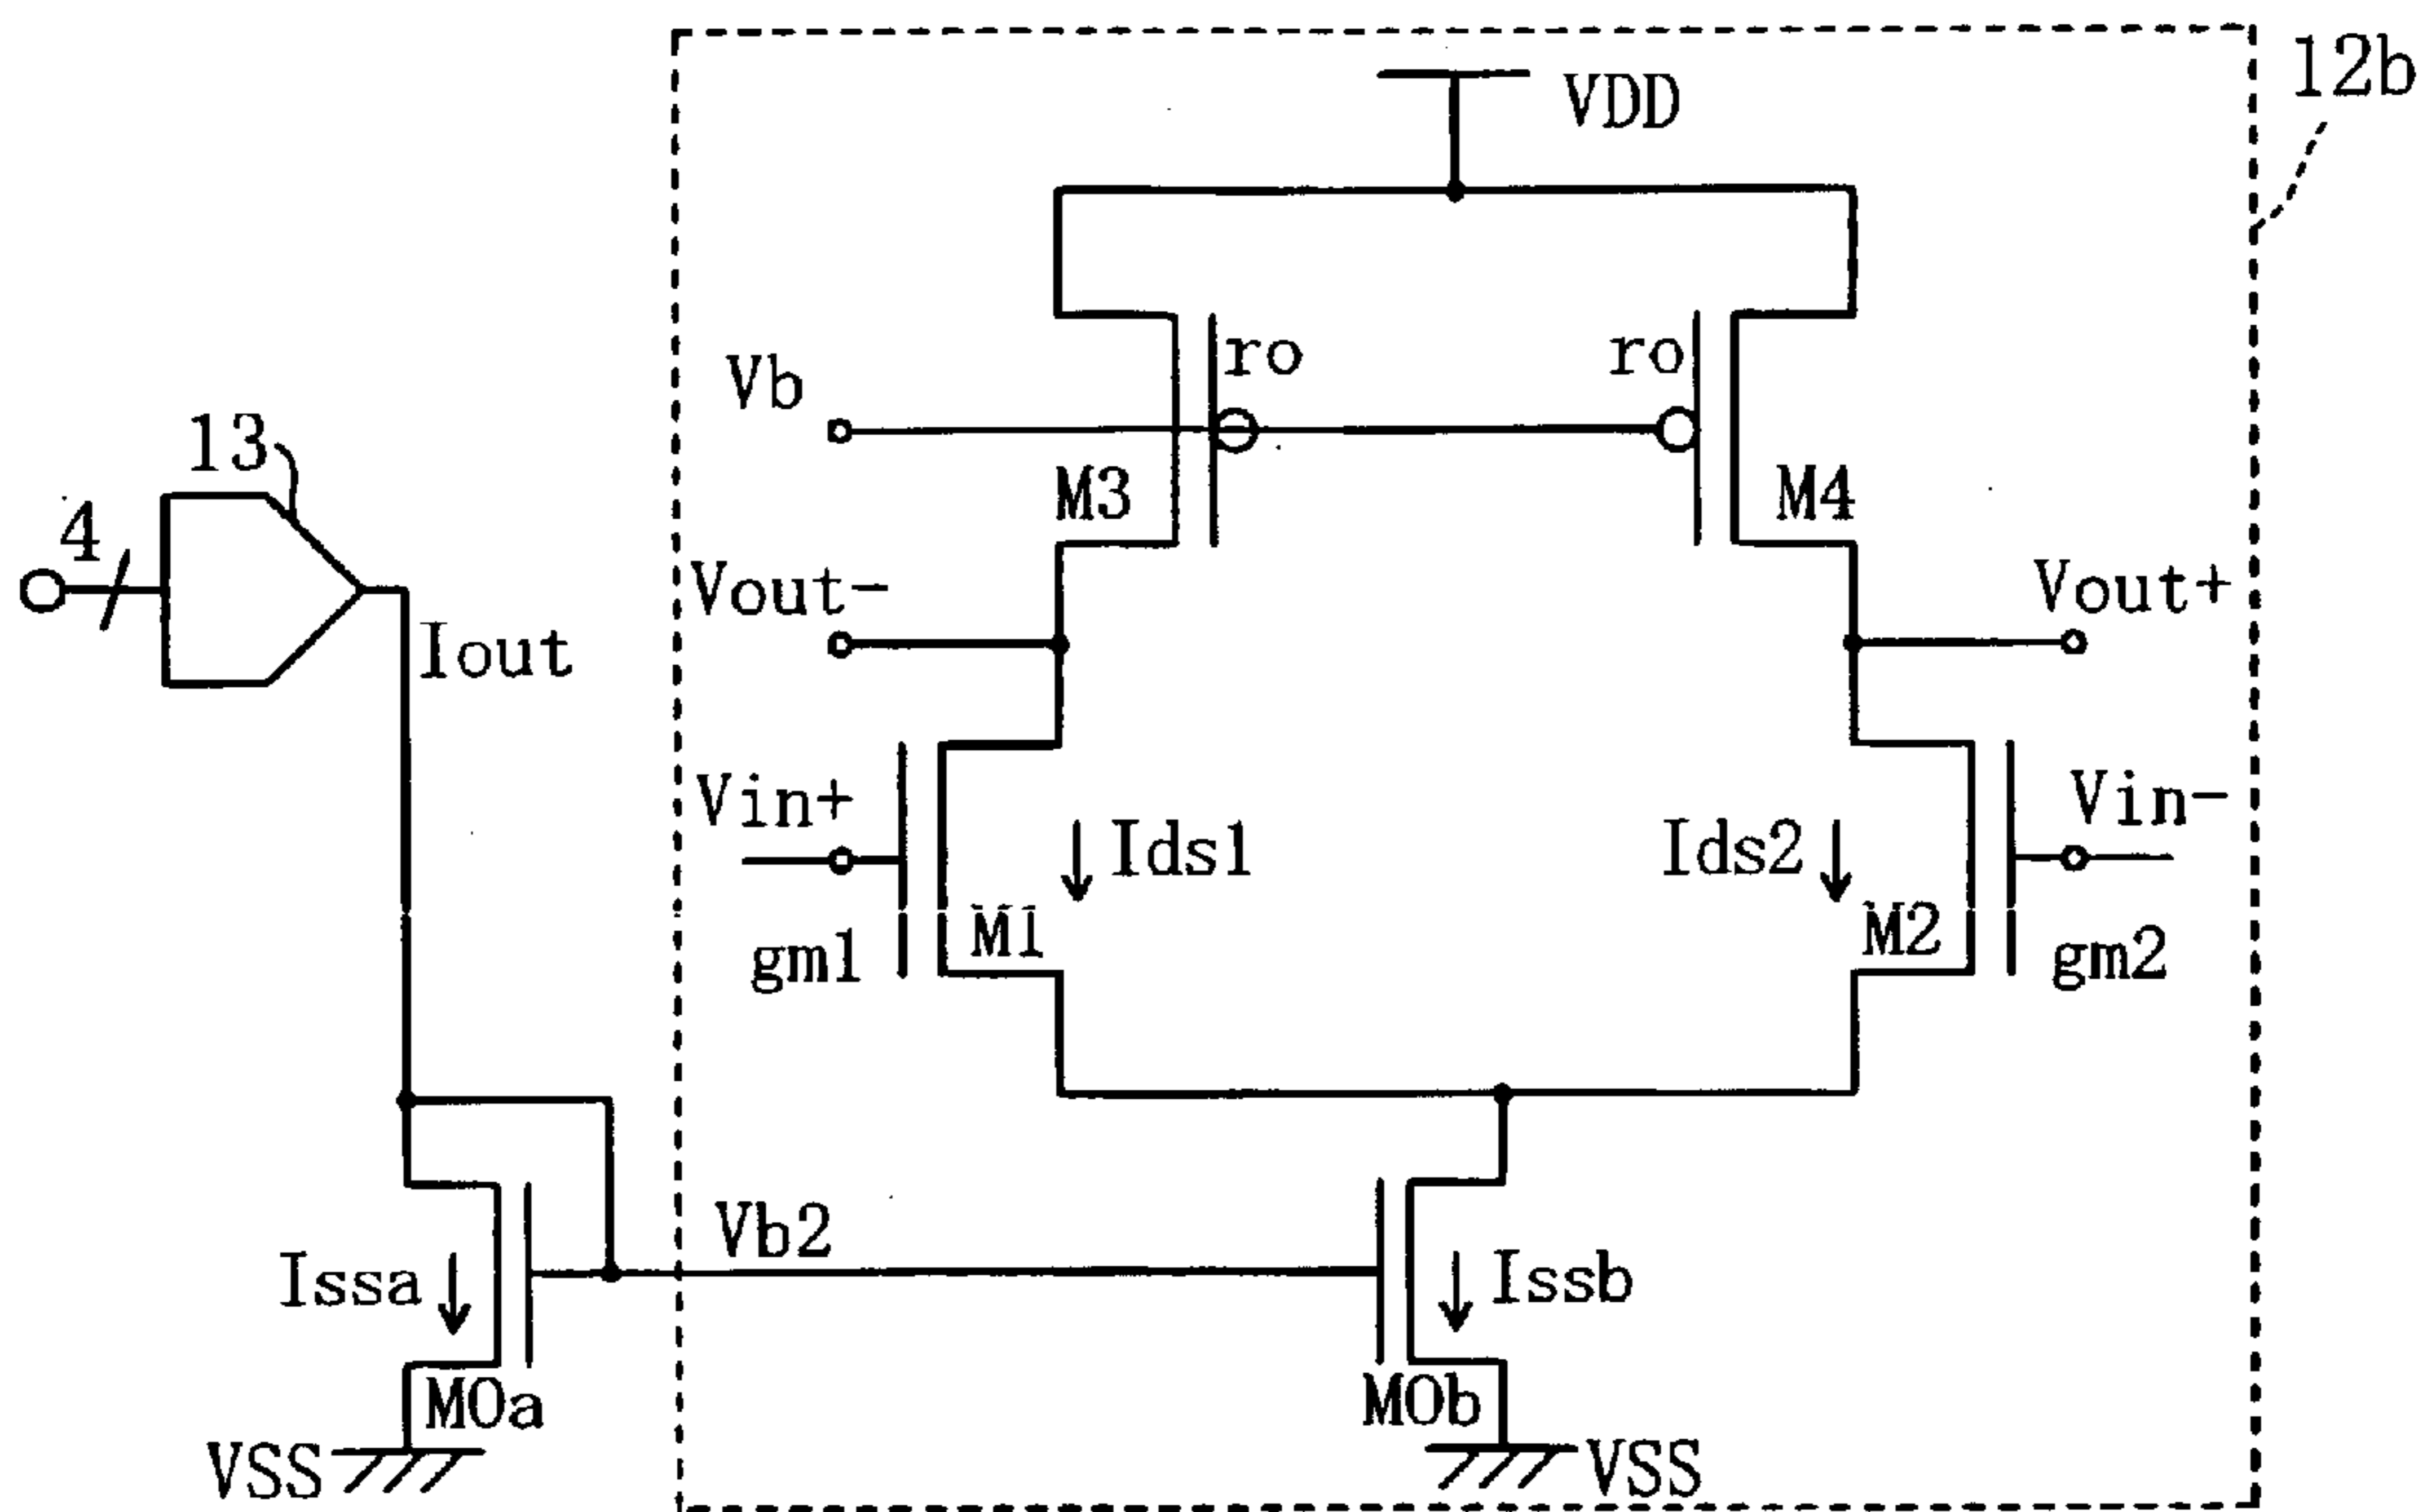 12b
VDD
ro
ro
Vb
13
M3
M4
4
Vout-
Vout+
Iout
Vin+
Vin-
Ids1
Ids2
M1
M2
gm1
gm2
Vb2
Issa
Issb
M0a
M0b
VSS
VSS